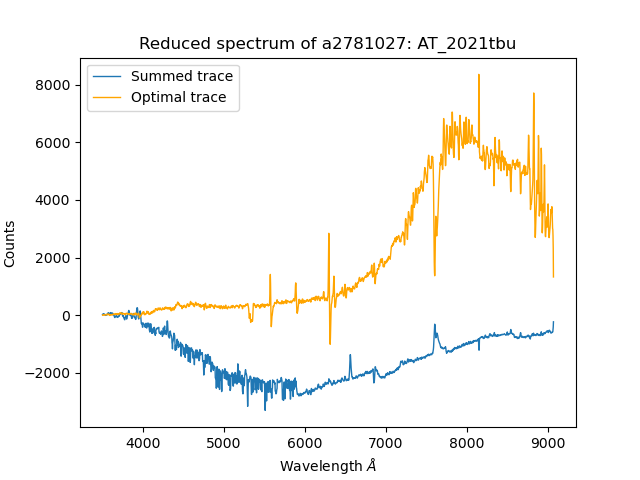 Reduced spectrum of a2781027: AT_2021tbu
Summed trace
Optimal trace
8000
6000
4000
2000
0
−2000
Counts
4000 5000 6000 7000 8000 9000
Wavelength Å